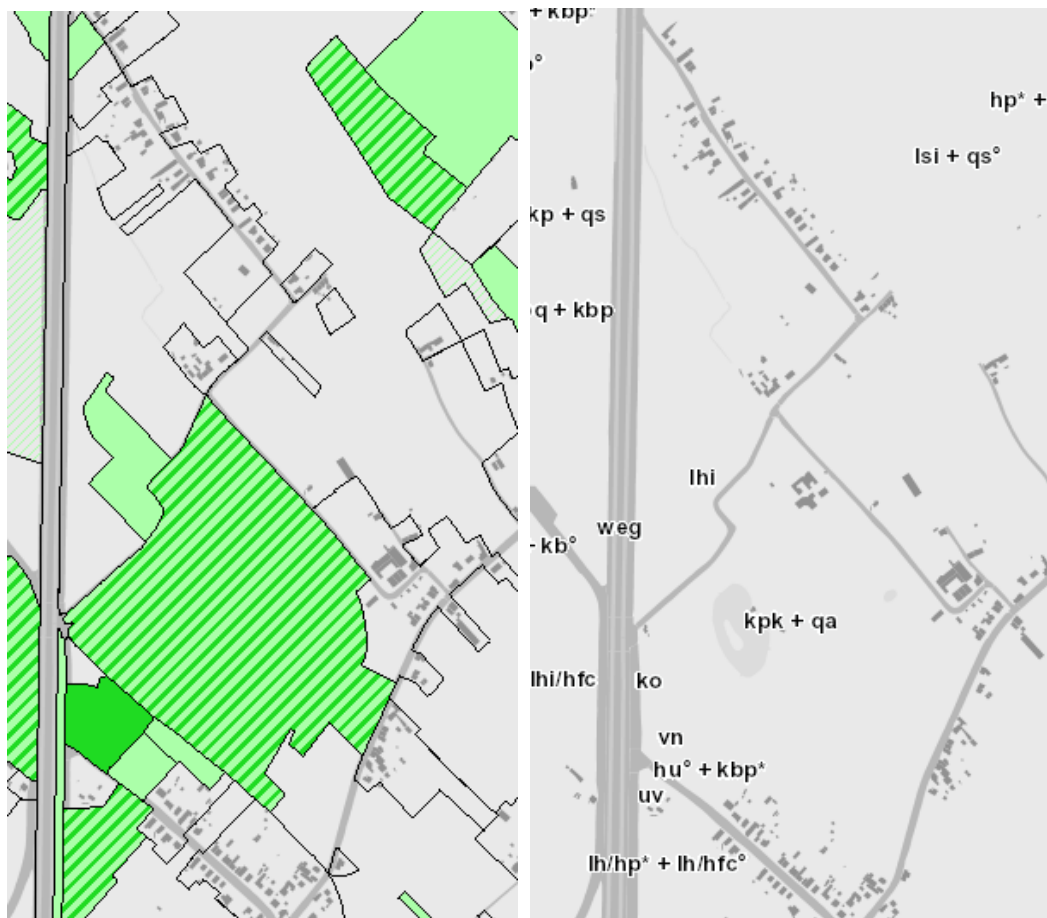 + kbp*
hp* +
lsi + qs°
kp + qs
q + kbp
lhi
weg
- kb°
kpk + qa
lhi/hfc
ko
vn
hu° + kbp*
uv
lh/hp* + lh/hfc°